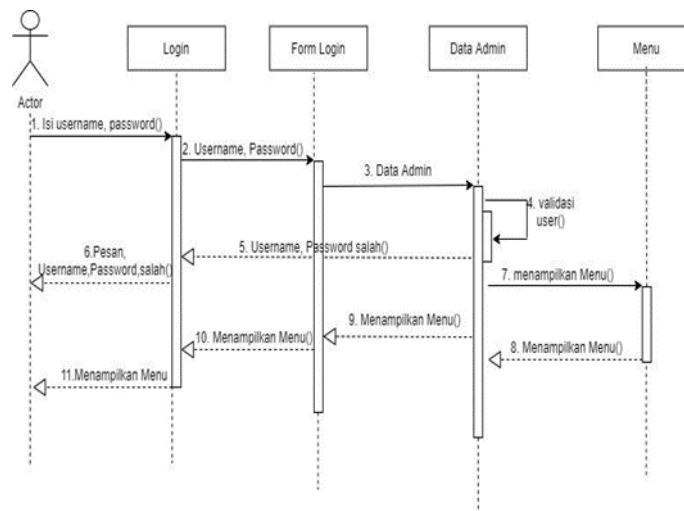 Login
Form Login
Data Admin
Menu
Actor
1. Isi username, password()
2. Username, Password()
3. Data Admin
4. validasi
user()
5. Username, Password salah()
6.Pesan,
Username,Password,salah()
7. menampilkan Menu()
8. Menampilkan Menu()
9. Menampilkan Menu()
10. Menampilkan Menu()
11.Menampilkan Menu